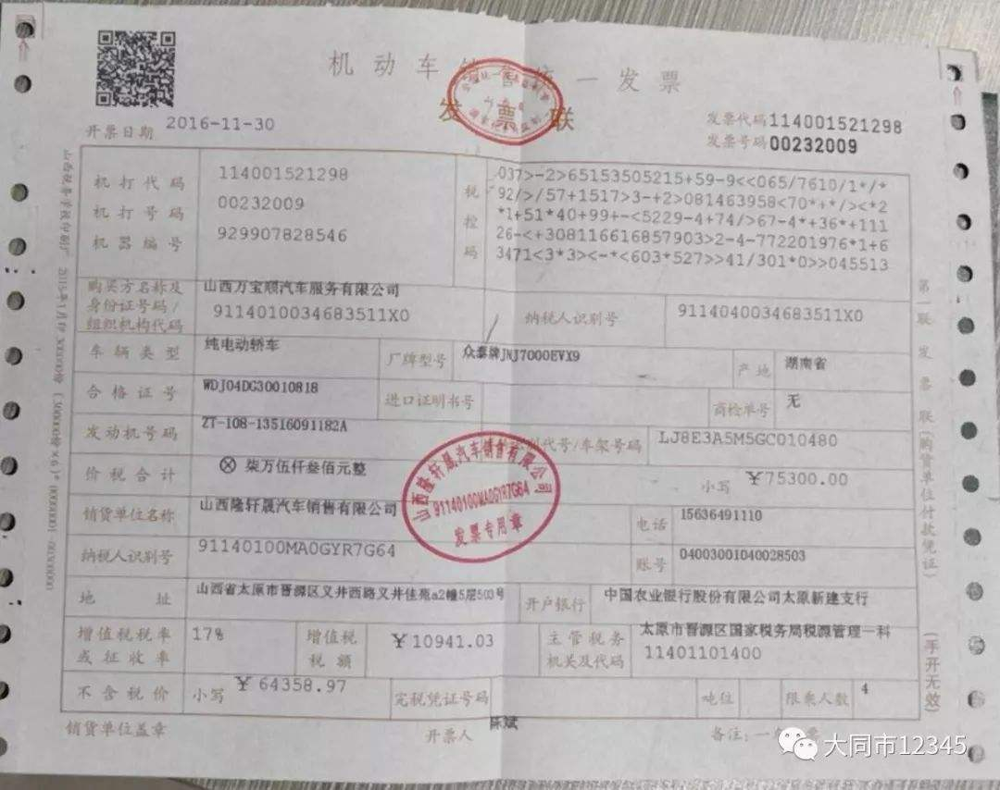 机动车销售统一发票
发票联
开票日期 2016-11-30
发票代码 114001521298
发票号码 00232009
机打代码 114001521298
机打号码 00232009
机器编号 929907828546
税控码
037>-2>65153505215+59-9<<065/7610/1*/*
92/>/57+1517>3-+2>081463958<70*+*/><*2
*1+51*40+99+-<5229-4+74/>67-4*+36*+111
26-<+3081166168579​03>2-4-772201976*1+6
3471<3*3><-*<603*527>>41/301*0>>045513
购买方名称及身份证号码/组织机构代码 山西万宝顺汽车服务有限公司
9114010034683511X0
纳税人识别号 9114040034683511X0
车辆类型 纯电动轿车 厂牌型号 众泰牌JNJ7000EVX9 产地 湖南省
合格证号 WDJ04DG30010818 进口证明书号 商检单号 无
发动机号码 ZT-108-13516091182A 代号/车架号码 LJ8E3A5M5GC010480
价税合计 ⊗ 柒万伍仟叁佰元整 小写 ￥75300.00
销货单位名称 山西隆轩晟汽车销售有限公司 电话 15636491110
纳税人识别号 91140100MA0GYR7G64 账号 04003001040028503
地址 山西省太原市晋源区义井西路义井佳苑a2幢5层503号 开户银行 中国农业银行股份有限公司太原新建支行
增值税税率或征收率 17% 增值税税额 ￥10941.03 主管税务机关及代码 太原市晋源区国家税务局税源管理一科
11401101400
不含税价 小写 ￥64358.97 完税凭证号码 吨位 限乘人数 4
销货单位盖章 开票人 陈斌 备注：一车一
山西隆轩晟汽车销售有限公司
91140100MA0GYR7G64
发票专用章
第一联 发票联（购货单位付款凭证）
（手开无效）
大同市12345